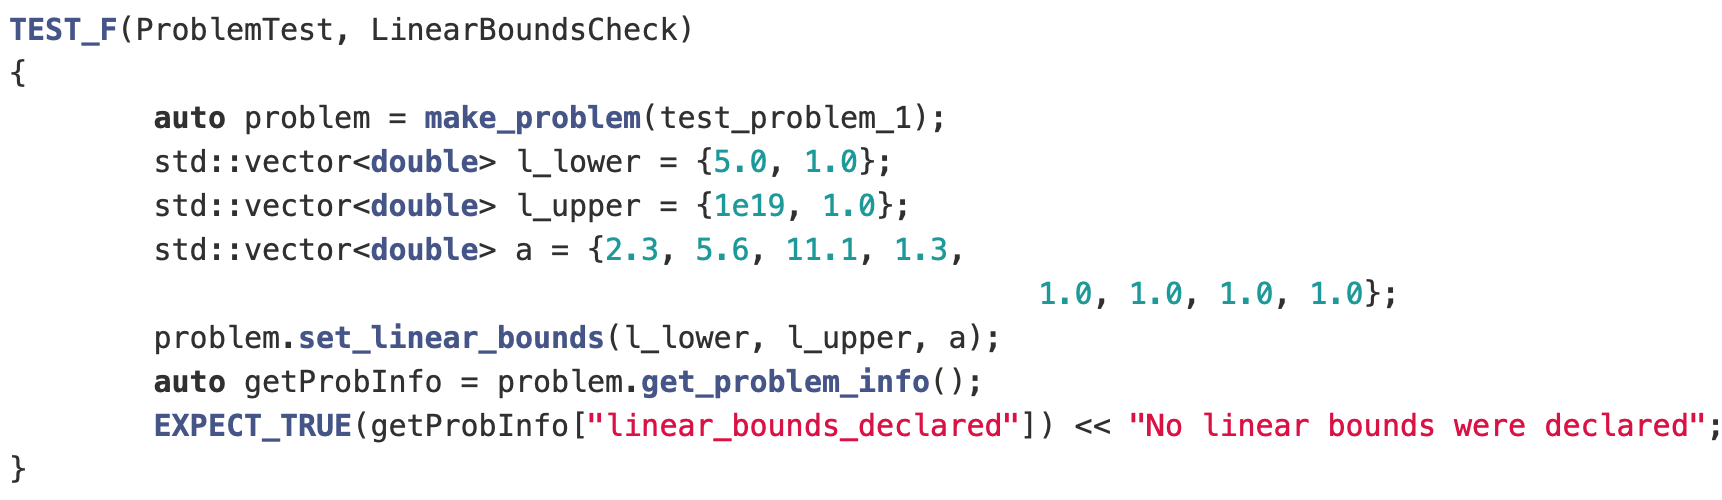 TEST_F(ProblemTest, LinearBoundsCheck)
{
auto problem = make_problem(test_problem_1);
std::vector<double> l_lower = {5.0, 1.0};
std::vector<double> l_upper = {1e19, 1.0};
std::vector<double> a = {2.3, 5.6, 11.1, 1.3,
1.0, 1.0, 1.0, 1.0};
problem.set_linear_bounds(l_lower, l_upper, a);
auto getProbInfo = problem.get_problem_info();
EXPECT_TRUE(getProbInfo["linear_bounds_declared"]) << "No linear bounds were declared";
}